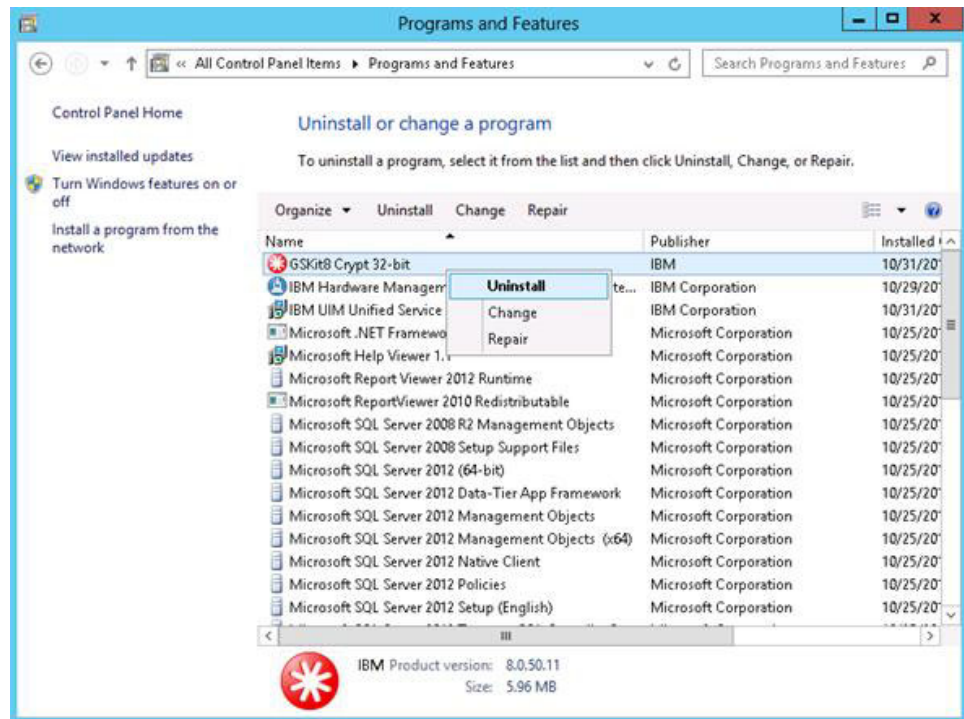 Programs and Features
« All Control Panel Items ▸ Programs and Features
Search Programs and Features
Control Panel Home
View installed updates
Turn Windows features on or
off
Install a program from the
network
Uninstall or change a program
To uninstall a program, select it from the list and then click Uninstall, Change, or Repair.
Organize Uninstall Change Repair
Name Publisher Installed
GSKit8 Crypt 32-bit IBM 10/31/20
IBM Hardware Managem te... IBM Corporation 10/29/20
IBM UIM Unified Service IBM Corporation 10/31/20
Microsoft .NET Framewo Microsoft Corporation 10/25/20
Microsoft Help Viewer 1.1 Microsoft Corporation 10/25/20
Microsoft Report Viewer 2012 Runtime Microsoft Corporation 10/25/20
Microsoft ReportViewer 2010 Redistributable Microsoft Corporation 10/25/20
Microsoft SQL Server 2008 R2 Management Objects Microsoft Corporation 10/25/20
Microsoft SQL Server 2008 Setup Support Files Microsoft Corporation 10/25/20
Microsoft SQL Server 2012 (64-bit) Microsoft Corporation 10/25/20
Microsoft SQL Server 2012 Data-Tier App Framework Microsoft Corporation 10/25/20
Microsoft SQL Server 2012 Management Objects Microsoft Corporation 10/25/20
Microsoft SQL Server 2012 Management Objects (x64) Microsoft Corporation 10/25/20
Microsoft SQL Server 2012 Native Client Microsoft Corporation 10/25/20
Microsoft SQL Server 2012 Policies Microsoft Corporation 10/25/20
Microsoft SQL Server 2012 Setup (English) Microsoft Corporation 10/25/20
Uninstall
Change
Repair
IBM Product version: 8.0.50.11
Size: 5.96 MB